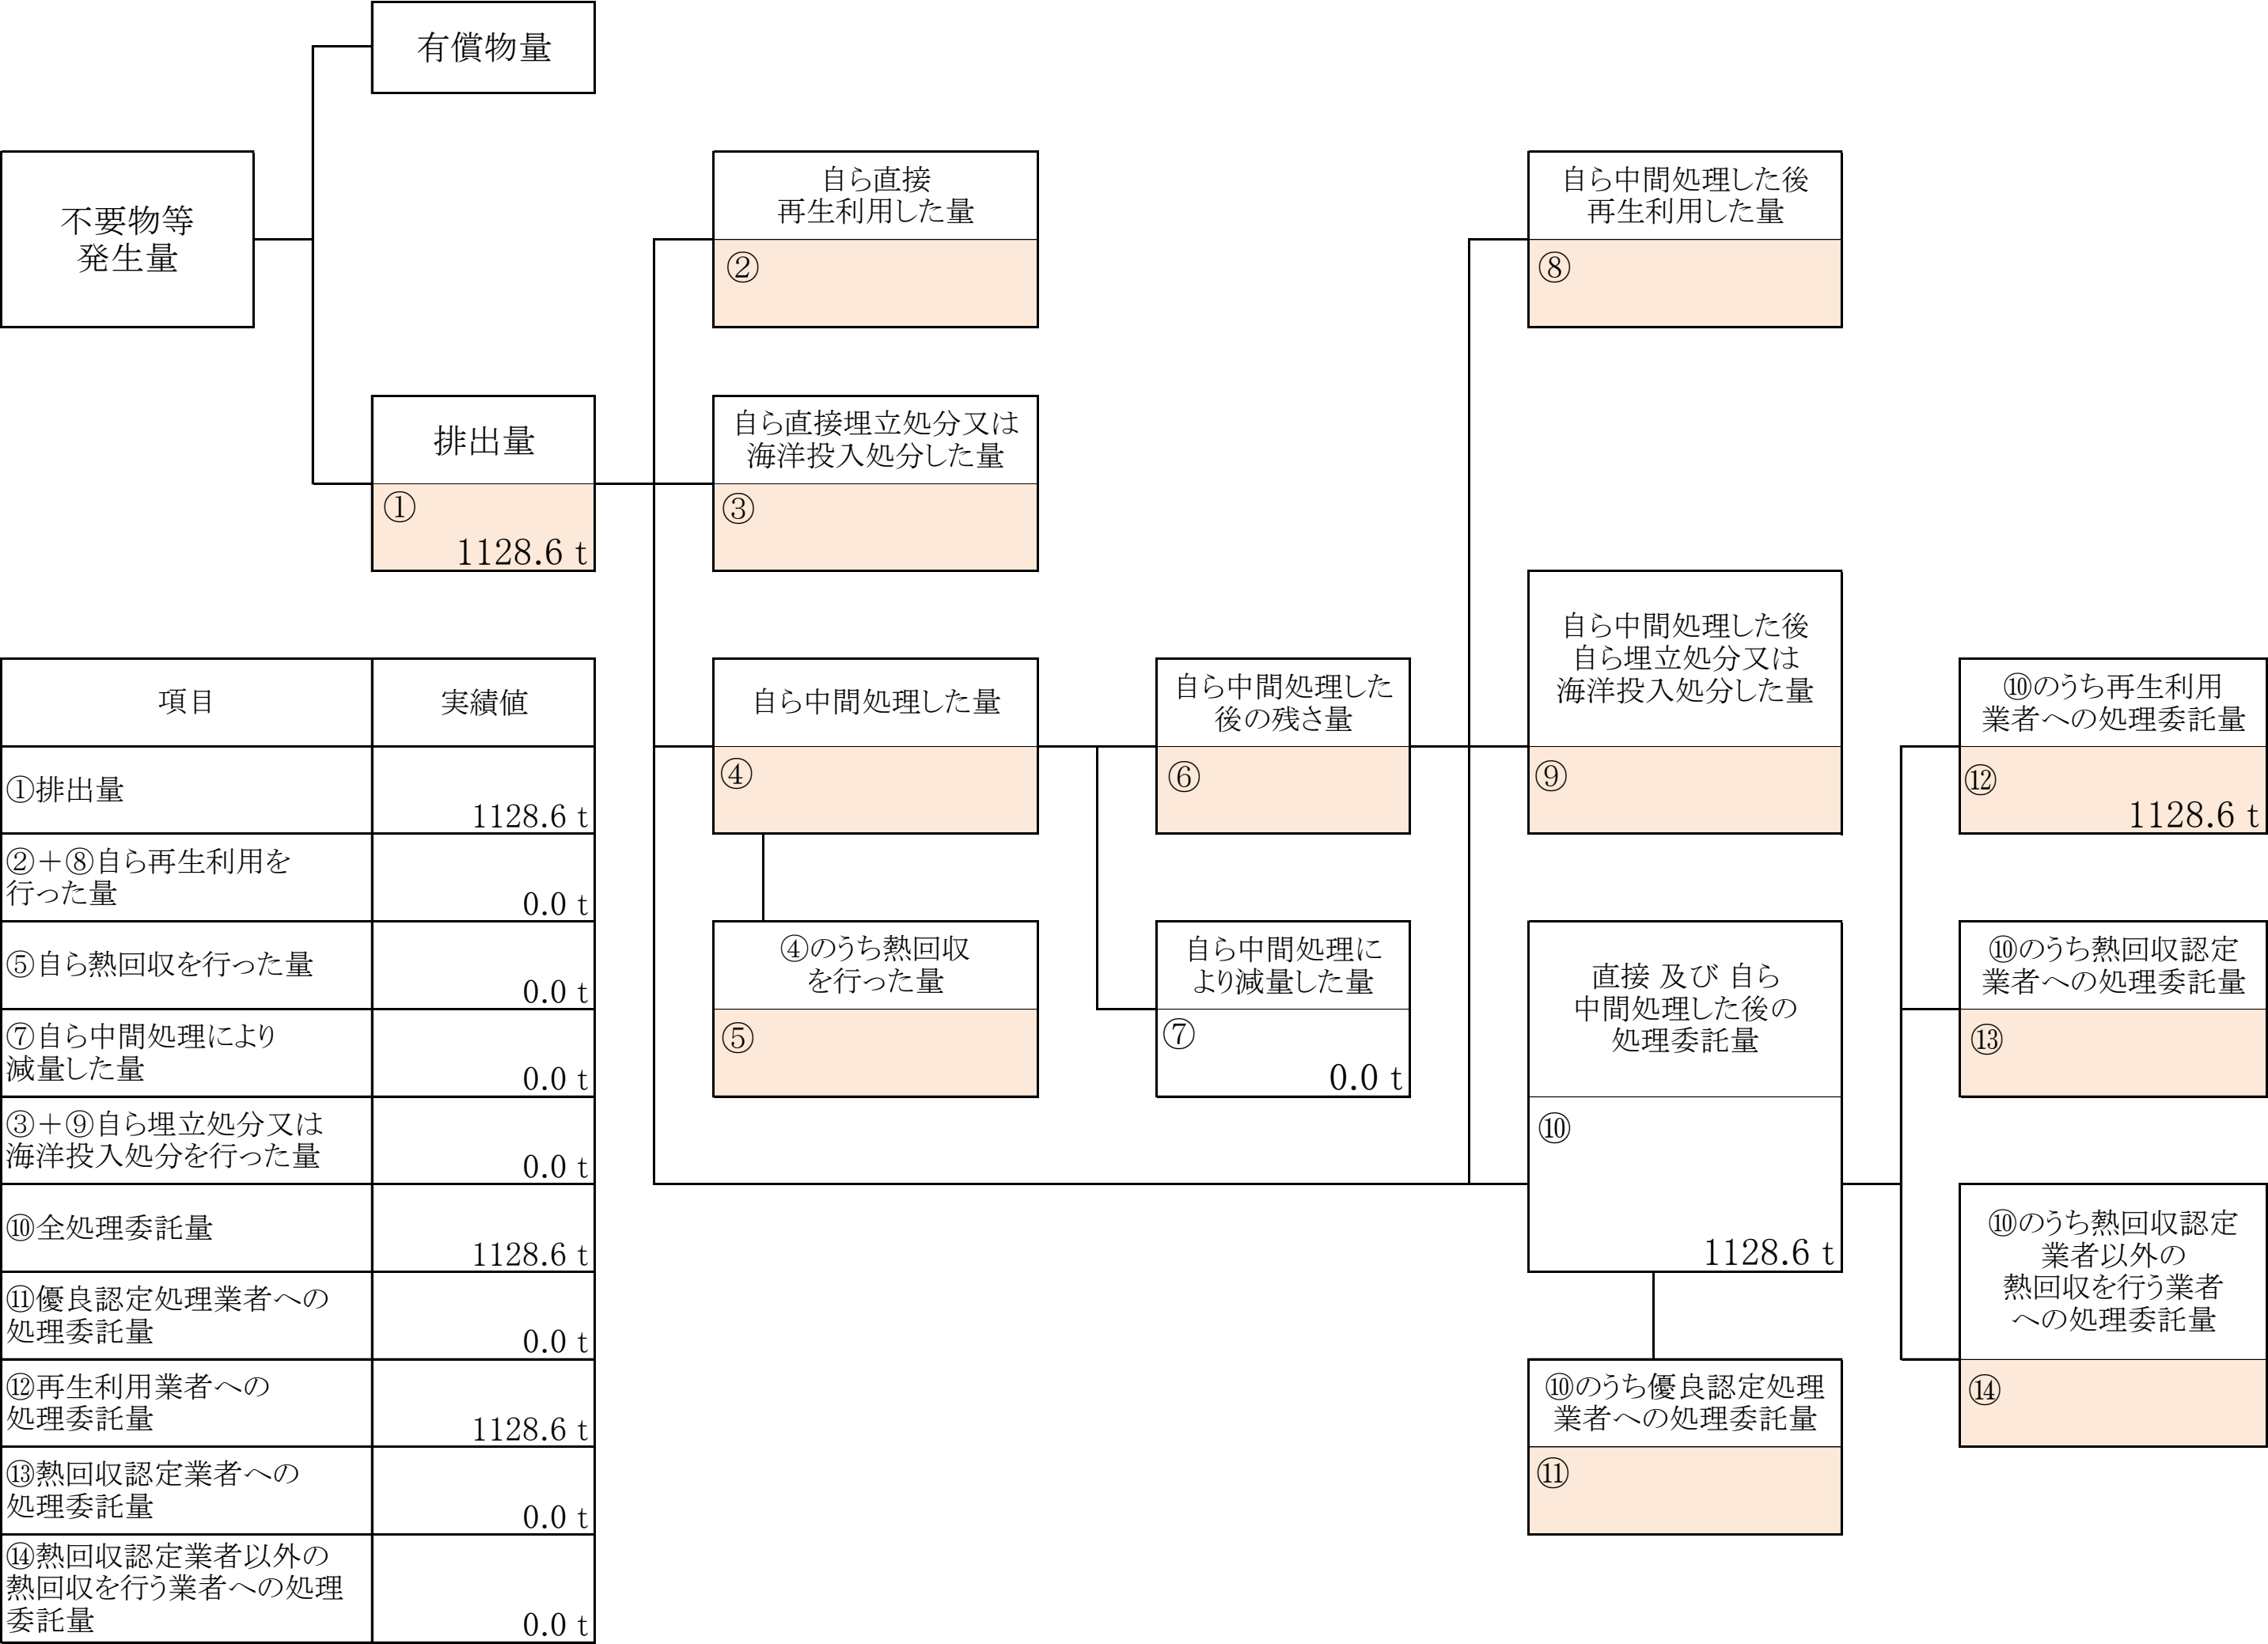 有償物量
不要物等
発生量
自ら直接
再生利用した量
②
自ら中間処理した後
再生利用した量
⑧
排出量
①
1128.6 t
自ら直接埋立処分又は
海洋投入処分した量
③
自ら中間処理した量
④
自ら中間処理した
後の残さ量
⑥
自ら中間処理した後
自ら埋立処分又は
海洋投入処分した量
⑨
⑩のうち再生利用
業者への処理委託量
⑫
1128.6 t
④のうち熱回収
を行った量
⑤
自ら中間処理に
より減量した量
⑦
0.0 t
直接 及び 自ら
中間処理した後の
処理委託量
⑩
1128.6 t
⑩のうち熱回収認定
業者への処理委託量
⑬
⑩のうち熱回収認定
業者以外の
熱回収を行う業者
への処理委託量
⑭
⑩のうち優良認定処理
業者への処理委託量
⑪
項目 実績値
①排出量
1128.6 t
②＋⑧自ら再生利用を
行った量
0.0 t
⑤自ら熱回収を行った量
0.0 t
⑦自ら中間処理により
減量した量
0.0 t
③＋⑨自ら埋立処分又は
海洋投入処分を行った量
0.0 t
⑩全処理委託量
1128.6 t
⑪優良認定処理業者への
処理委託量
0.0 t
⑫再生利用業者への
処理委託量
1128.6 t
⑬熱回収認定業者への
処理委託量
0.0 t
⑭熱回収認定業者以外の
熱回収を行う業者への処理
委託量
0.0 t